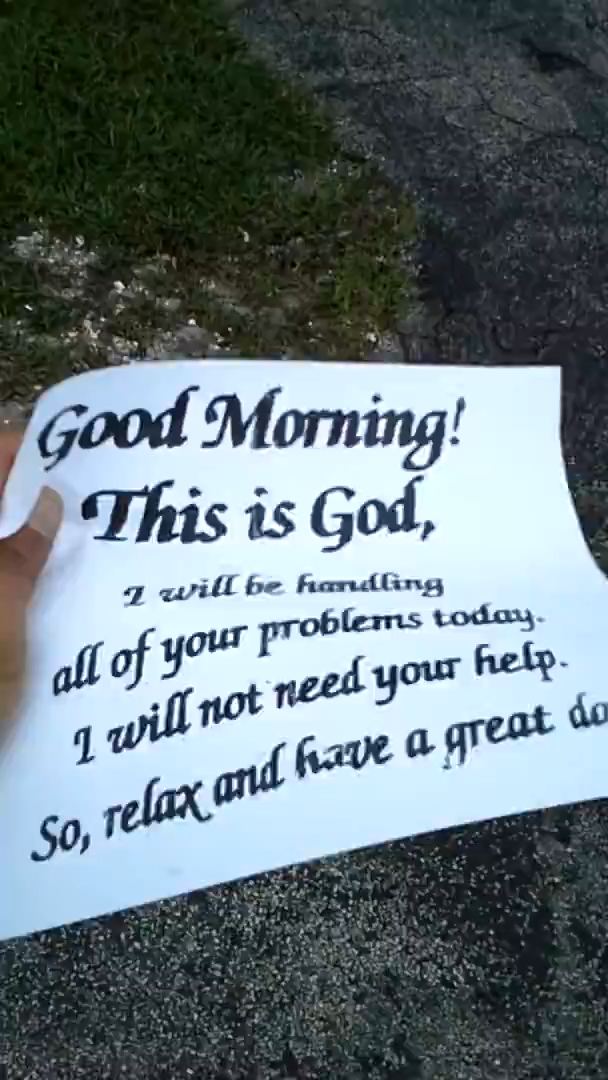 Good Morning!
This is God,
I will be handling
all of your problems today.
I will not need your help.
So, relax and have a great